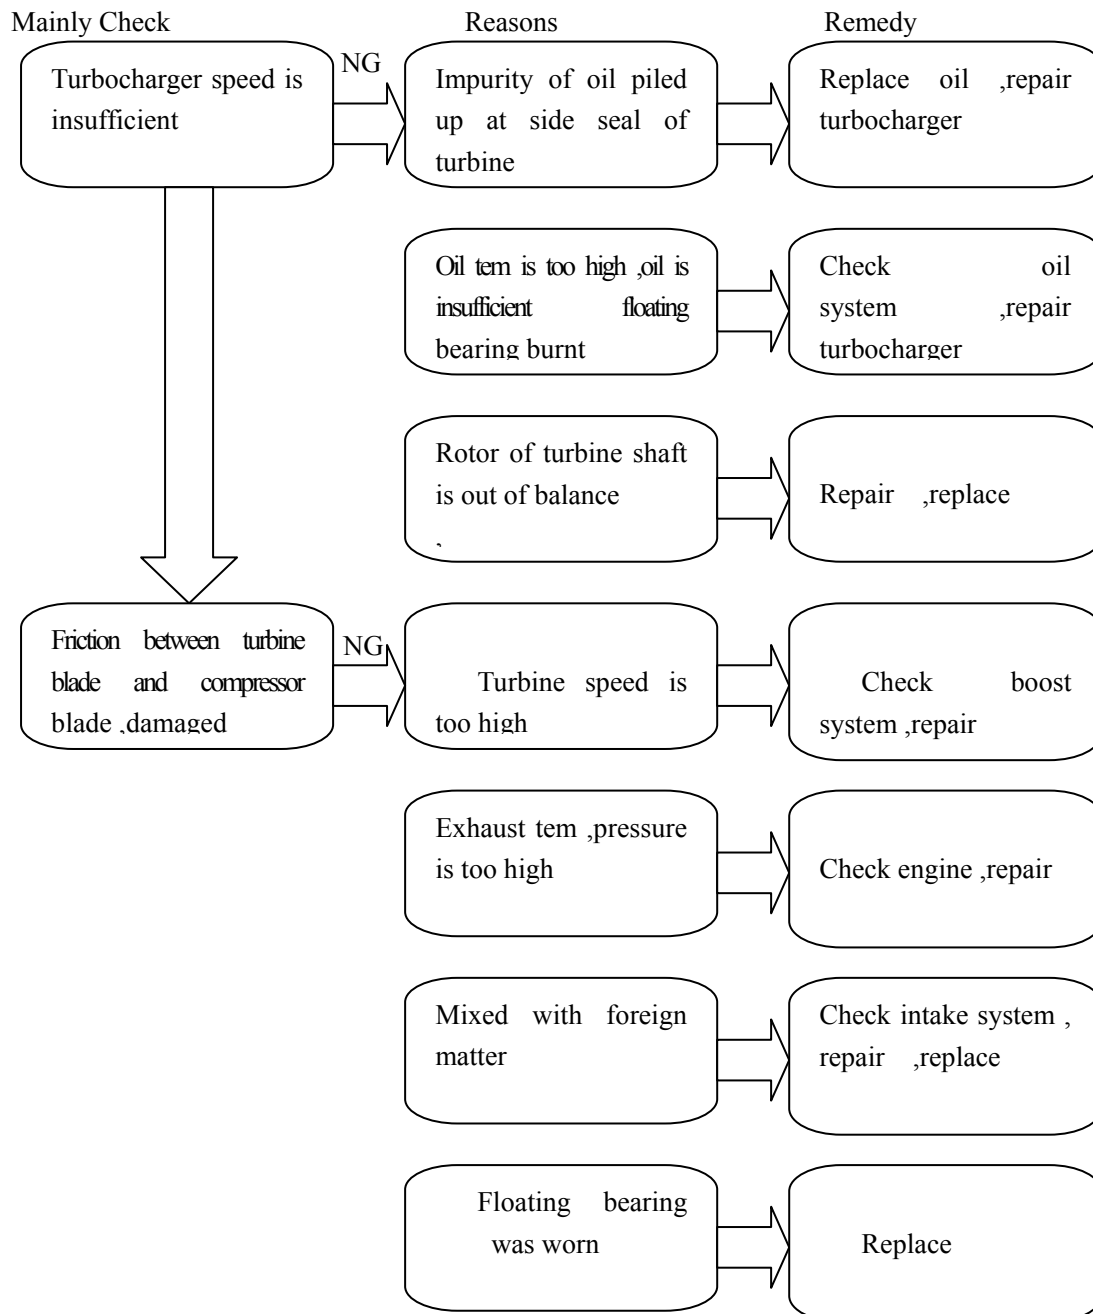 Mainly Check
Reasons
Remedy
Turbocharger speed is
insufficient
NG
Impurity of oil piled
up at side seal of
turbine
Replace oil ,repair
turbocharger
Oil tem is too high ,oil is
insufficient floating
bearing burnt
Check oil
system ,repair
turbocharger
Rotor of turbine shaft
is out of balance
,
Repair ,replace
Friction between turbine
blade and compressor
blade ,damaged
NG
Turbine speed is
too high
Check boost
system ,repair
Exhaust tem ,pressure
is too high
Check engine ,repair
Mixed with foreign
matter
Check intake system ,
repair ,replace
Floating bearing
was worn
Replace